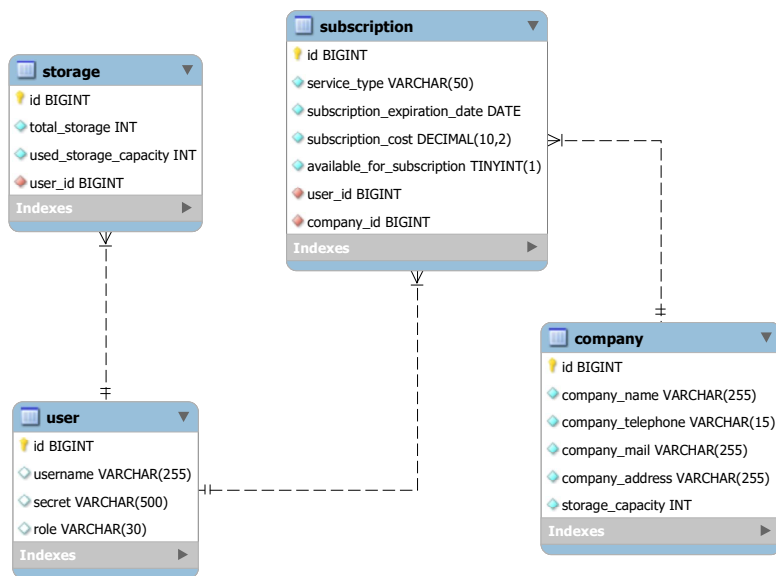 subscription
id BIGINT
service_type VARCHAR(50)
subscription_expiration_date DATE
subscription_cost DECIMAL(10,2)
available_for_subscription TINYINT(1)
user_id BIGINT
company_id BIGINT
Indexes
storage
id BIGINT
total_storage INT
used_storage_capacity INT
user_id BIGINT
Indexes
company
id BIGINT
company_name VARCHAR(255)
company_telephone VARCHAR(15)
company_mail VARCHAR(255)
company_address VARCHAR(255)
storage_capacity INT
Indexes
user
id BIGINT
username VARCHAR(255)
secret VARCHAR(500)
role VARCHAR(30)
Indexes